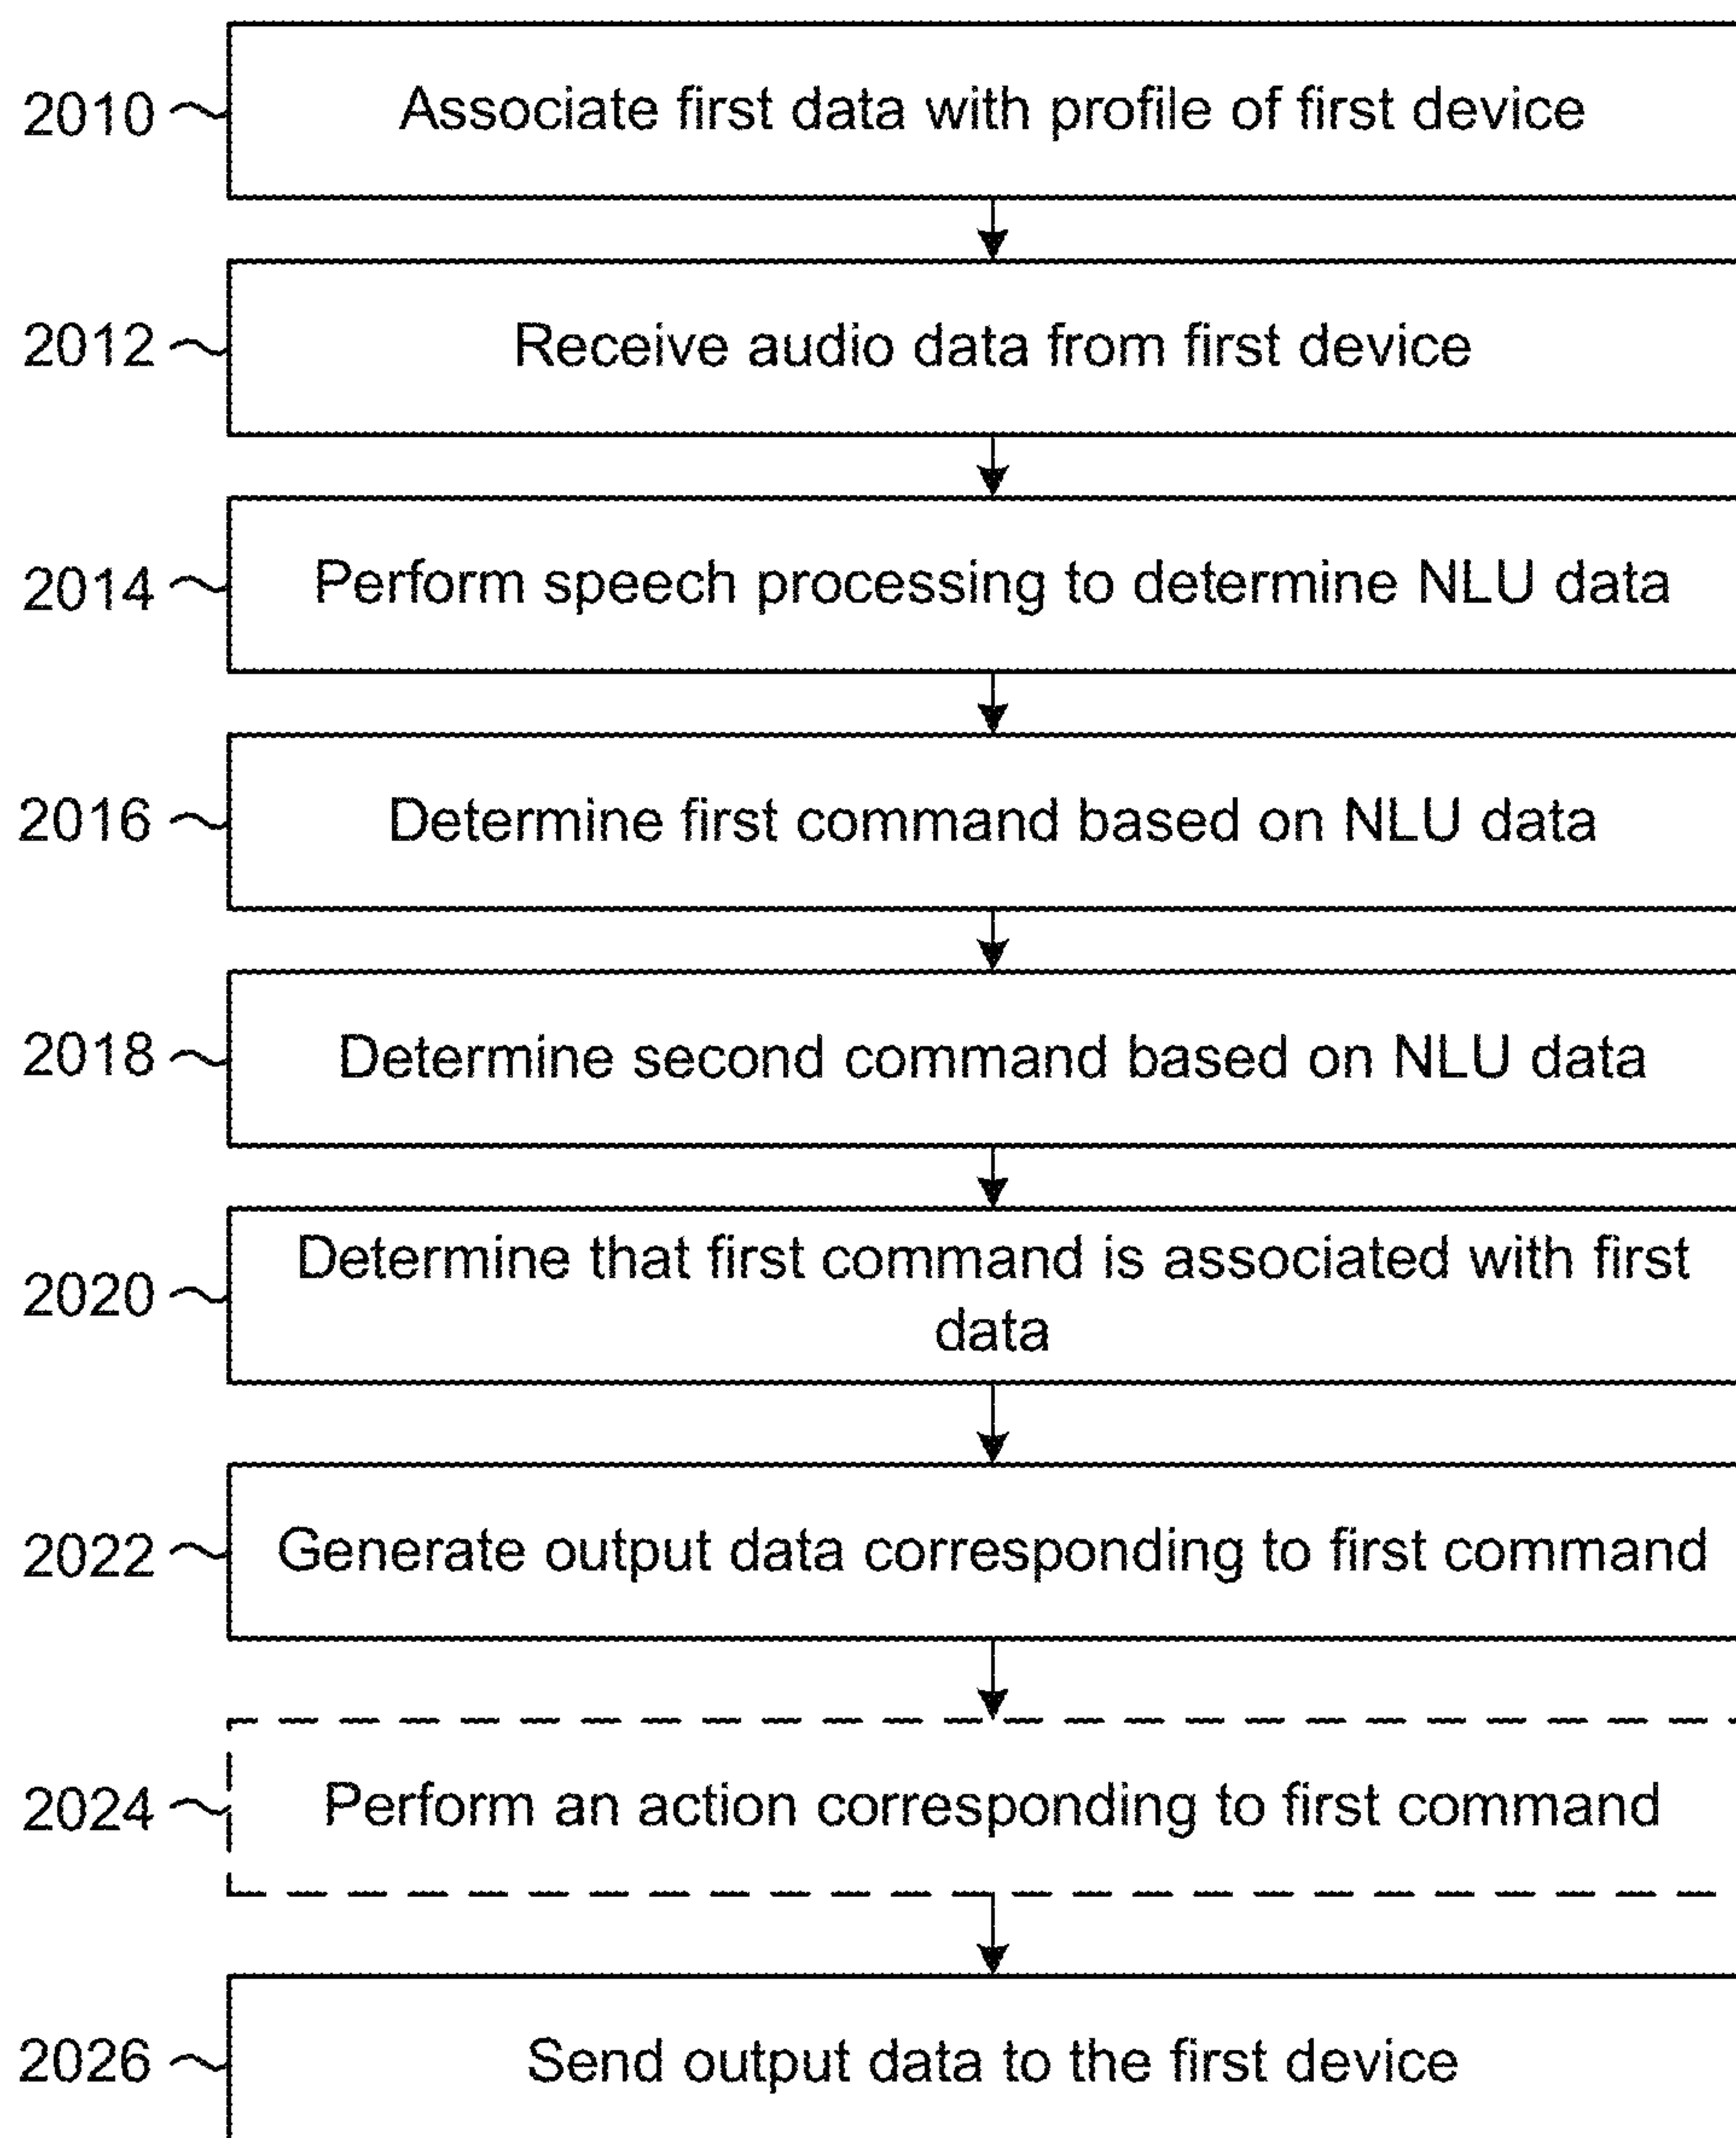 2010 Associate first data with profile of first device
2012 Receive audio data from first device
2014 Perform speech processing to determine NLU data
2016 Determine first command based on NLU data
2018 Determine second command based on NLU data
2020 Determine that first command is associated with first
data
2022 Generate output data corresponding to first command
2024 Perform an action corresponding to first command
2026 Send output data to the first device